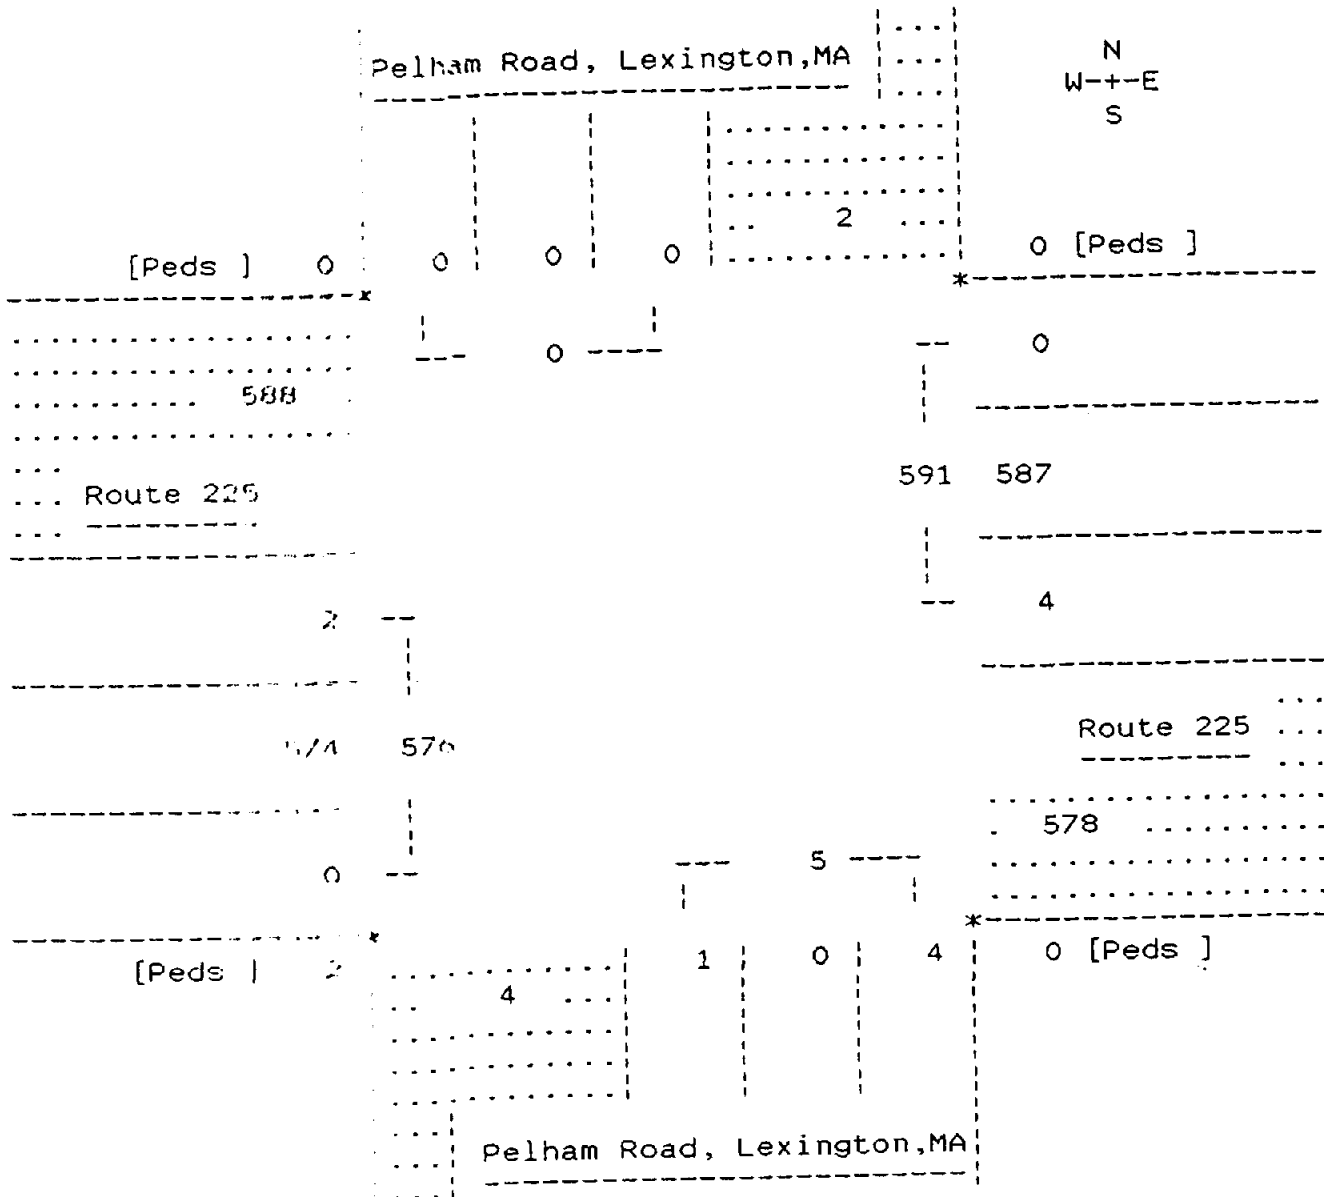 Pelham Road, Lexington,MA
N
W-+-E
S
2
[Peds ] 0 0 0 0 0 [Peds ]
0 0
588
591 587
Route 225
2 4
Route 225
574 576
578
0 5
[Peds ] 2 1 0 4 0 [Peds ]
4
Pelham Road, Lexington,MA